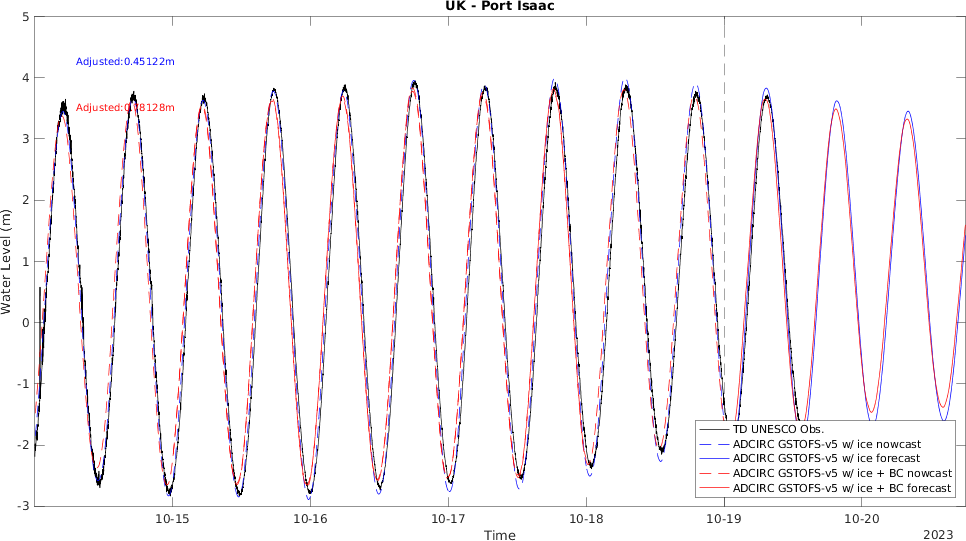 UK - Port Isaac
5
4
3
2
1
0
-1
-2
-3
Water Level (m)
Adjusted:0.45122m
Adjusted:0.08128m
TD UNESCO Obs.
ADCIRC GSTOFS-v5 w/ ice nowcast
ADCIRC GSTOFS-v5 w/ ice forecast
ADCIRC GSTOFS-v5 w/ ice + BC nowcast
ADCIRC GSTOFS-v5 w/ ice + BC forecast
10-15 10-16 10-17 10-18 10-19 10-20
Time
2023